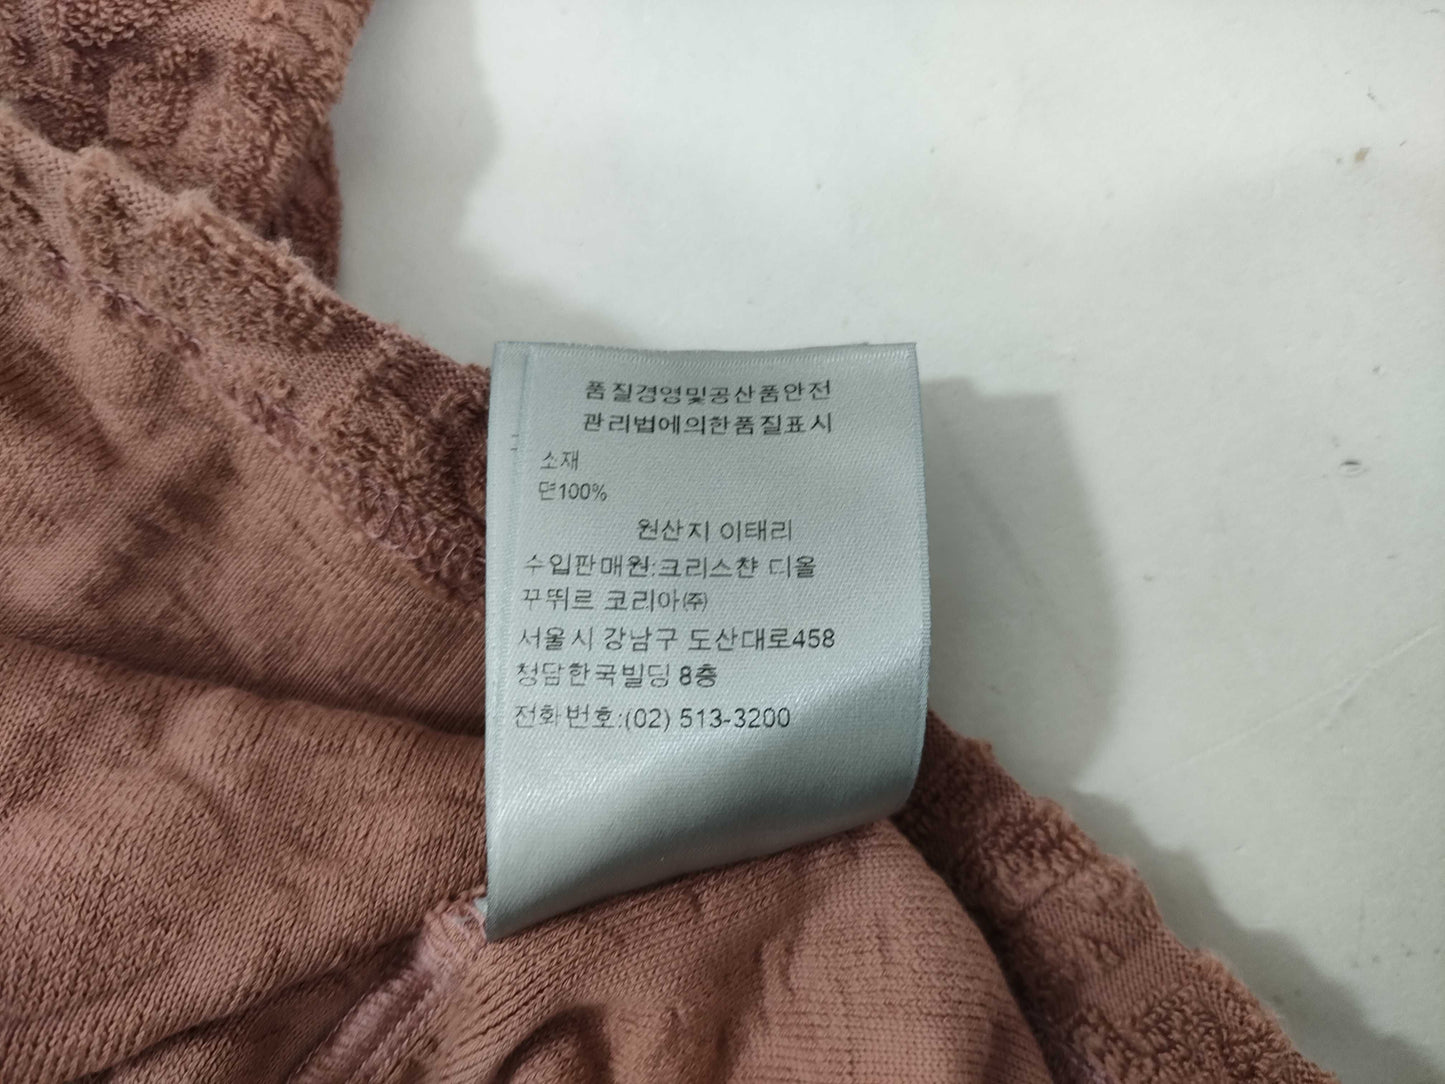 품질경영및공산품안전
관리법에의한품질표시
소재
면100%
원산지 이태리
수입판매원:크리스챤 디올
꾸뛰르 코리아㈜
서울시 강남구 도산대로458
청담한국빌딩 8층
전화번호:(02) 513-3200